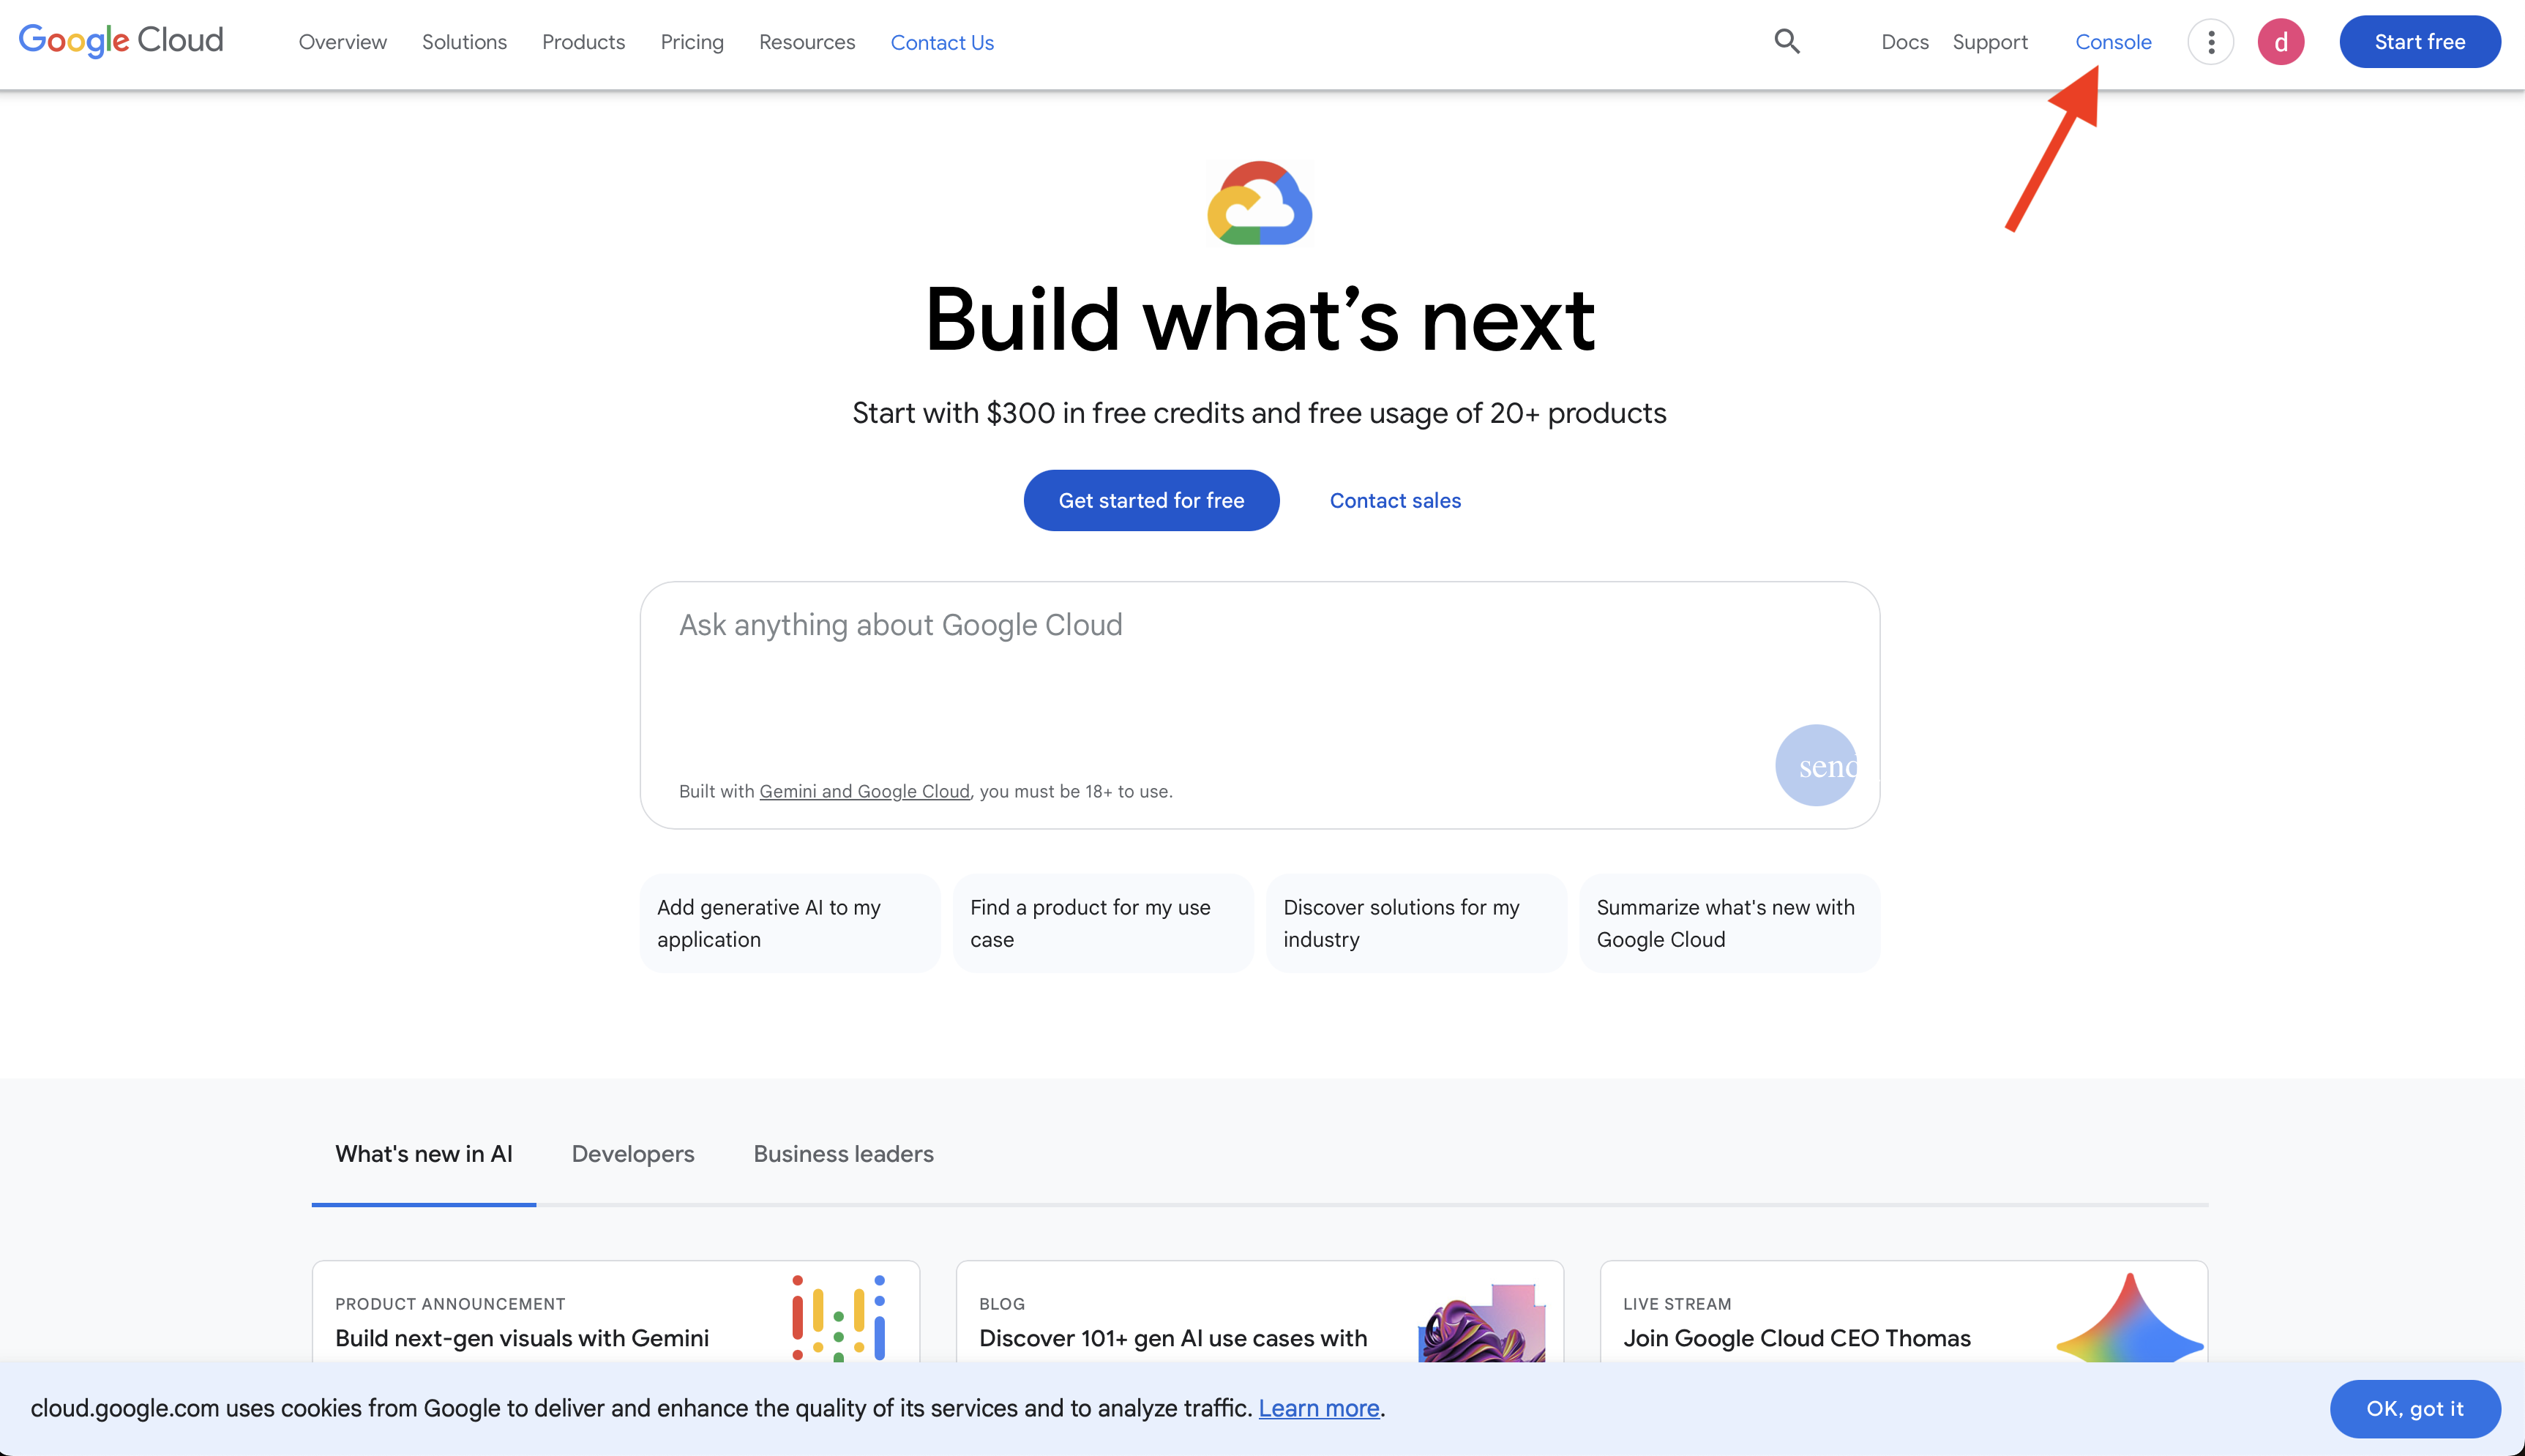 Google Cloud
Overview
Solutions
Products
Pricing
Resources
Contact Us
Docs
Support
Console
d
Start free
Build what’s next
Start with $300 in free credits and free usage of 20+ products
Get started for free
Contact sales
Ask anything about Google Cloud
send
Built with Gemini and Google Cloud, you must be 18+ to use.
Add generative AI to my
application
Find a product for my use
case
Discover solutions for my
industry
Summarize what's new with
Google Cloud
What's new in AI
Developers
Business leaders
PRODUCT ANNOUNCEMENT
Build next-gen visuals with Gemini
BLOG
Discover 101+ gen AI use cases with
LIVE STREAM
Join Google Cloud CEO Thomas
cloud.google.com uses cookies from Google to deliver and enhance the quality of its services and to analyze traffic. Learn more.
OK, got it